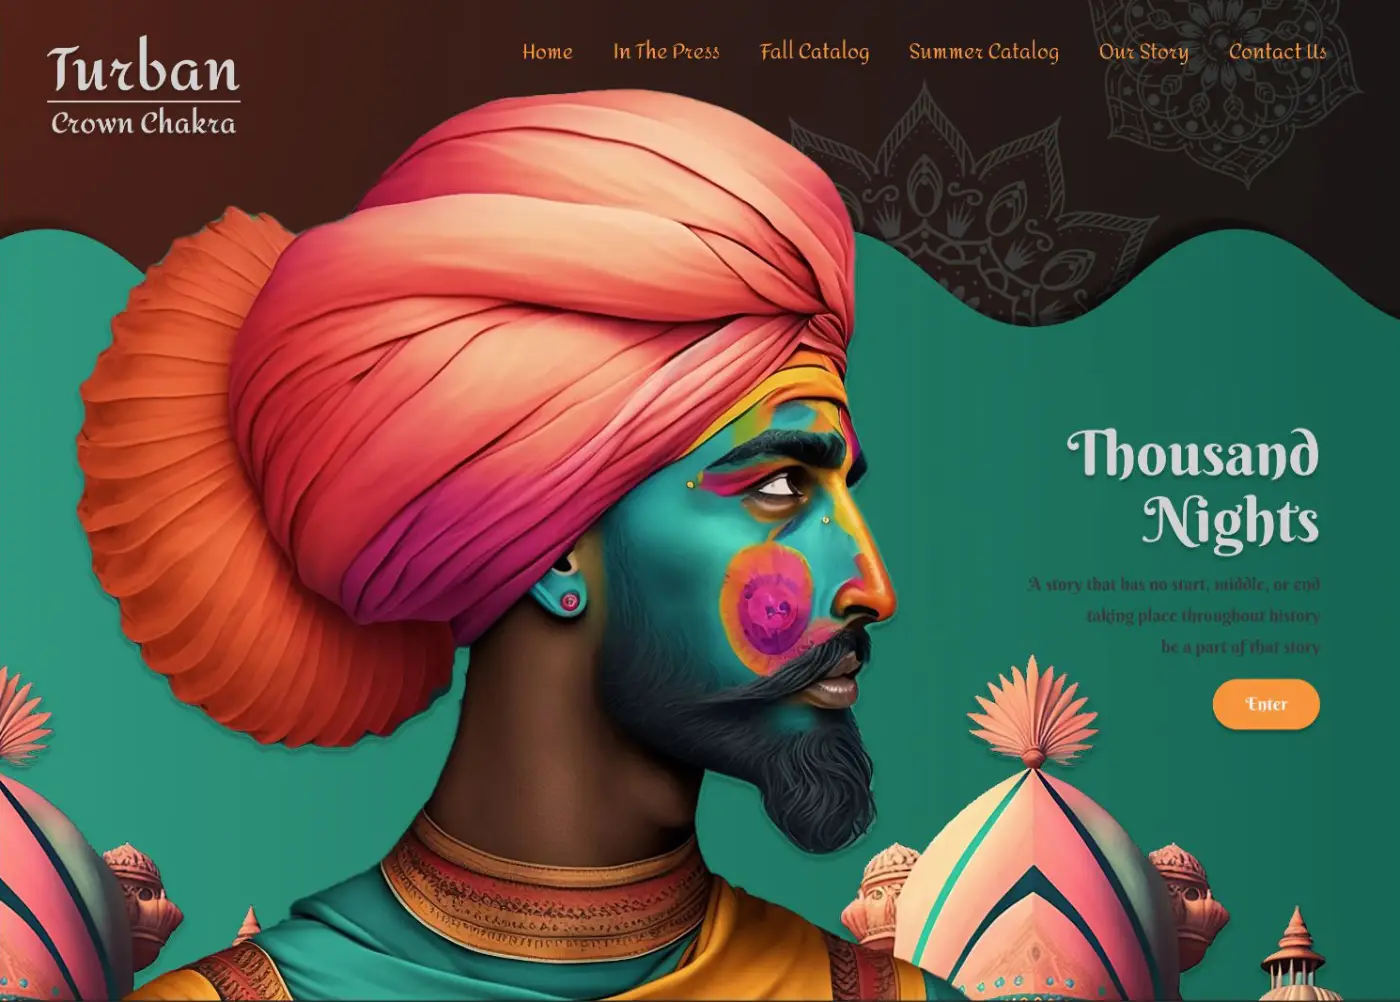 Turban
Crown Chakra
Home
In The Press
Fall Catalog
Summer Catalog
Our Story
Contact Us
Thousand
Nights
A story that has no start, middle, or end
taking place throughout history
be a part of that story
Enter